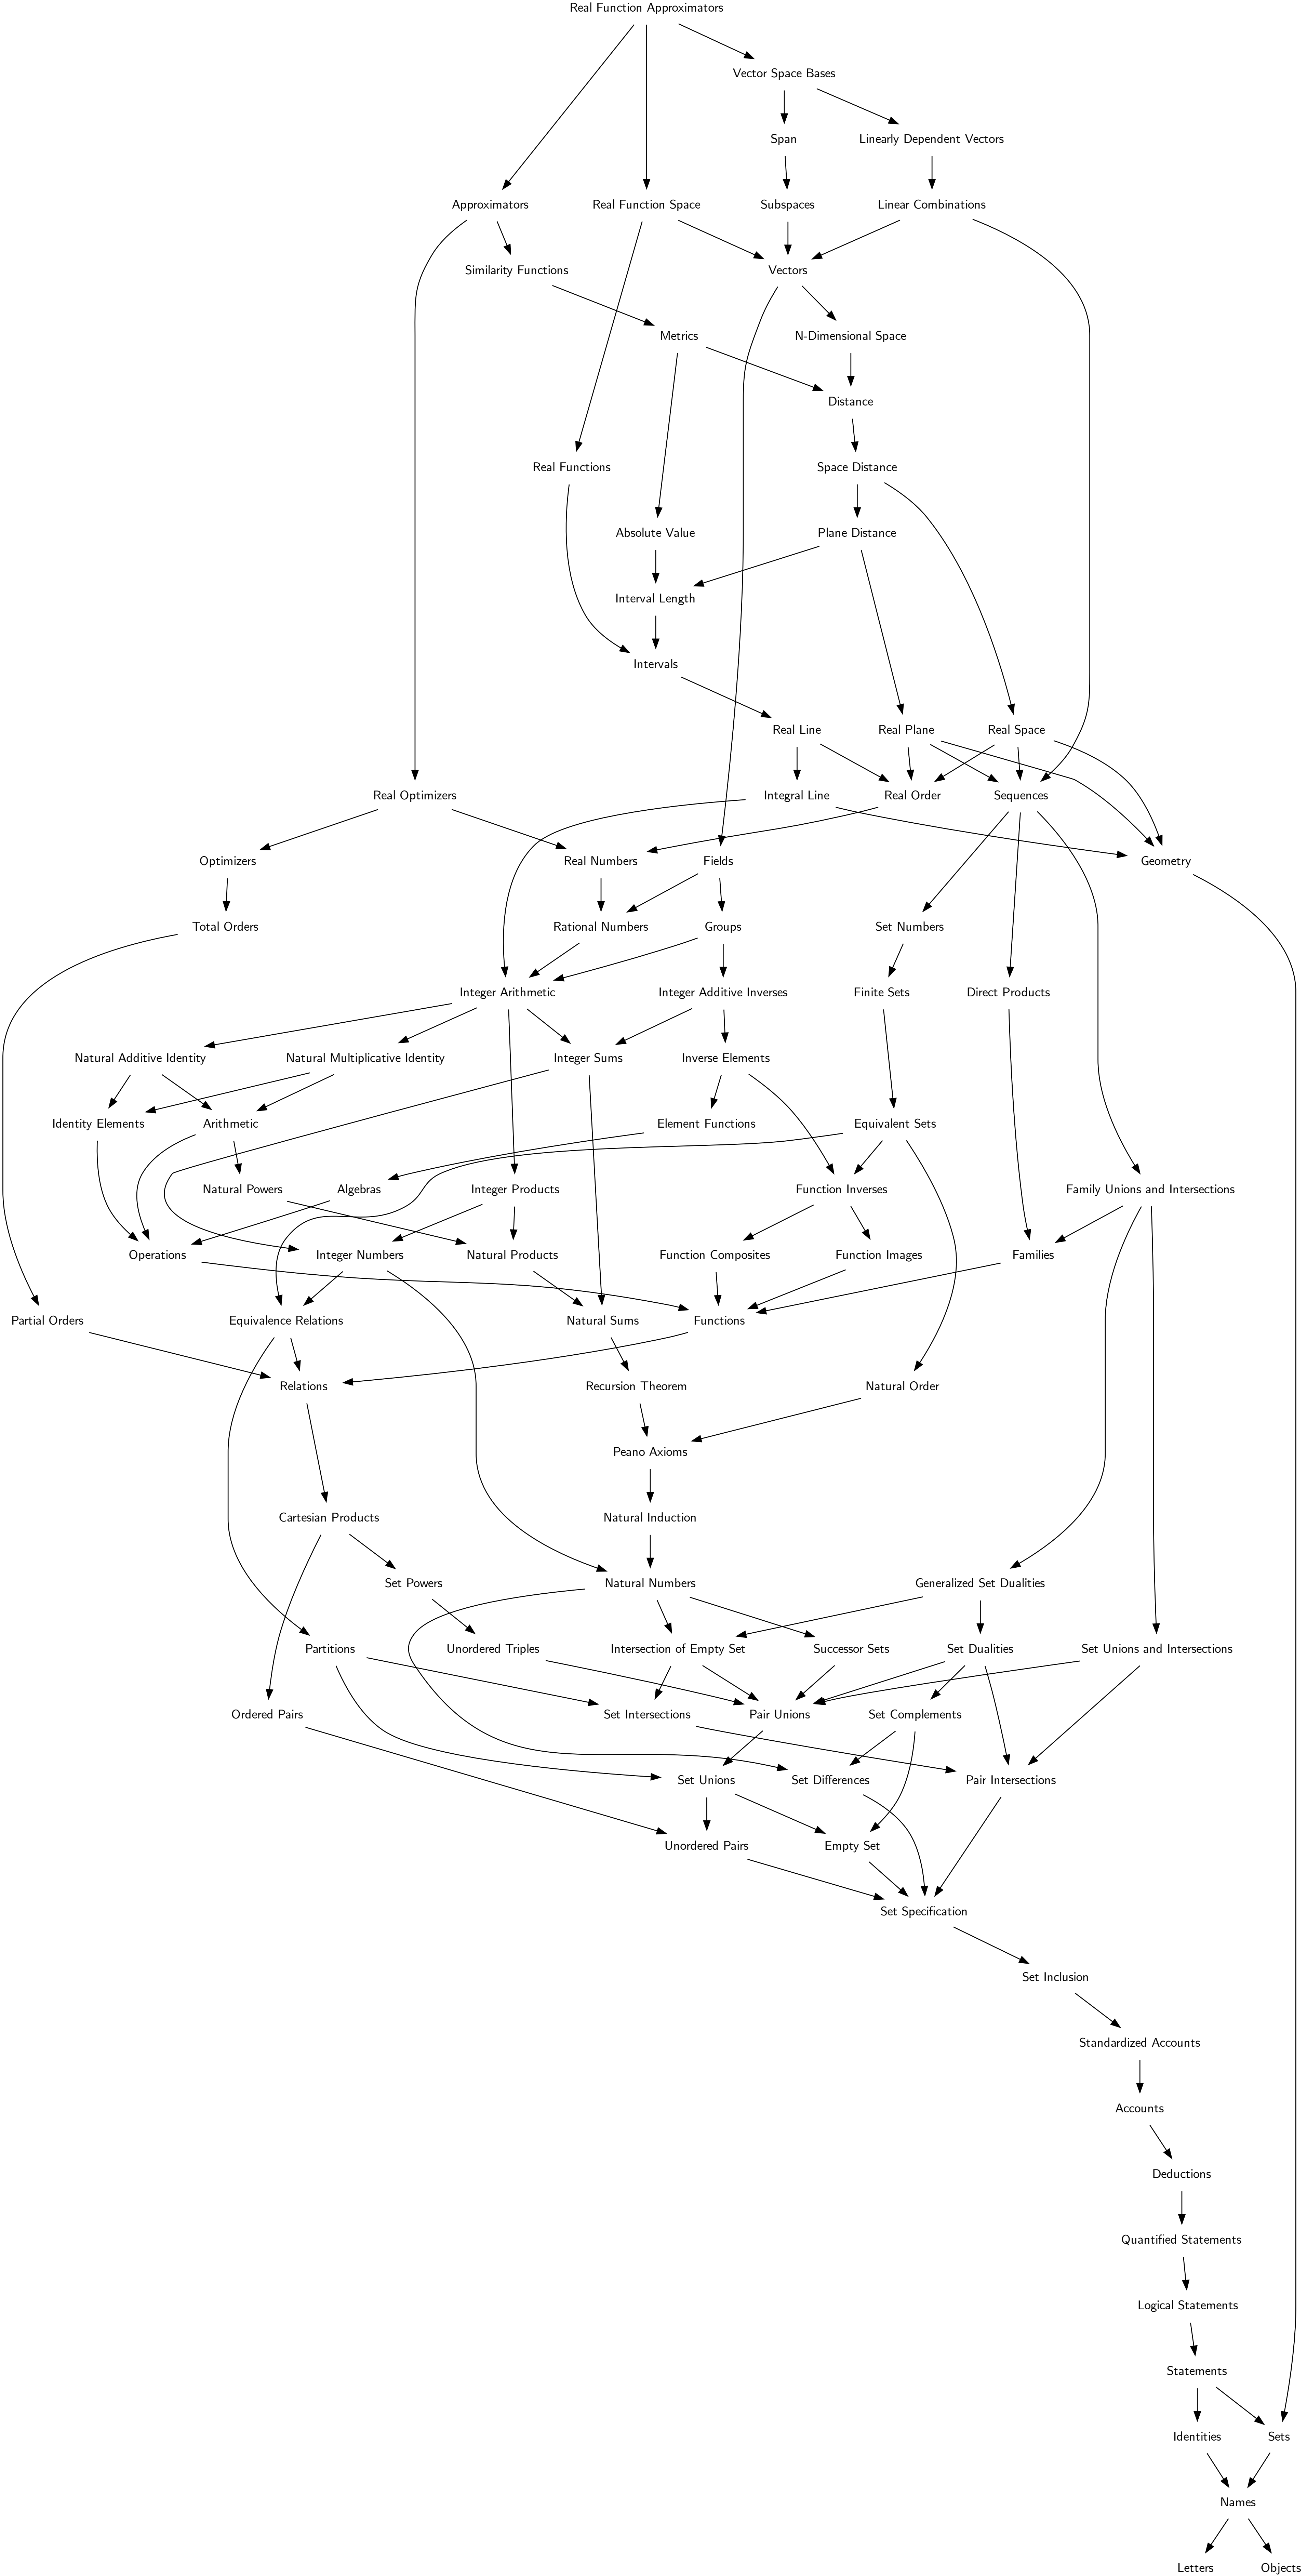 Real Function Approximators
Vector Space Bases
Span
Linearly Dependent Vectors
Approximators
Real Function Space
Subspaces
Linear Combinations
Similarity Functions
Vectors
Metrics
N-Dimensional Space
Distance
Real Functions
Space Distance
Absolute Value
Plane Distance
Interval Length
Intervals
Real Line
Real Plane
Real Space
Real Optimizers
Integral Line
Real Order
Sequences
Optimizers
Real Numbers
Fields
Geometry
Total Orders
Rational Numbers
Groups
Set Numbers
Integer Arithmetic
Integer Additive Inverses
Finite Sets
Direct Products
Natural Additive Identity
Natural Multiplicative Identity
Integer Sums
Inverse Elements
Identity Elements
Arithmetic
Element Functions
Equivalent Sets
Natural Powers
Algebras
Integer Products
Function Inverses
Family Unions and Intersections
Operations
Integer Numbers
Natural Products
Function Composites
Function Images
Families
Partial Orders
Equivalence Relations
Natural Sums
Functions
Relations
Recursion Theorem
Natural Order
Peano Axioms
Cartesian Products
Natural Induction
Set Powers
Natural Numbers
Generalized Set Dualities
Partitions
Unordered Triples
Intersection of Empty Set
Successor Sets
Set Dualities
Set Unions and Intersections
Ordered Pairs
Set Intersections
Pair Unions
Set Complements
Set Unions
Set Differences
Pair Intersections
Unordered Pairs
Empty Set
Set Specification
Set Inclusion
Standardized Accounts
Accounts
Deductions
Quantified Statements
Logical Statements
Statements
Identities
Sets
Names
Letters
Objects